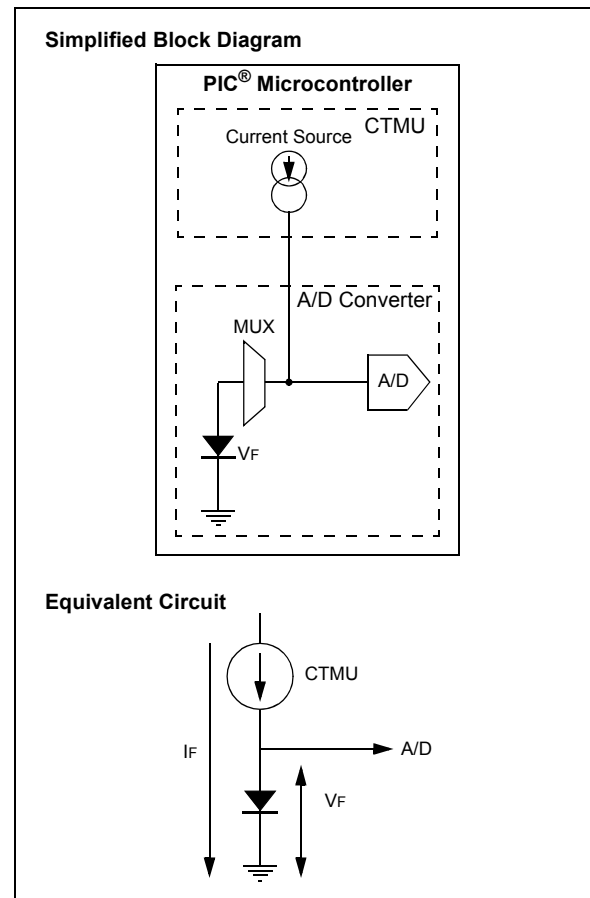 Simplified Block Diagram
PIC® Microcontroller
CTMU
Current Source
A/D Converter
MUX
A/D
VF
Equivalent Circuit
CTMU
IF
A/D
VF